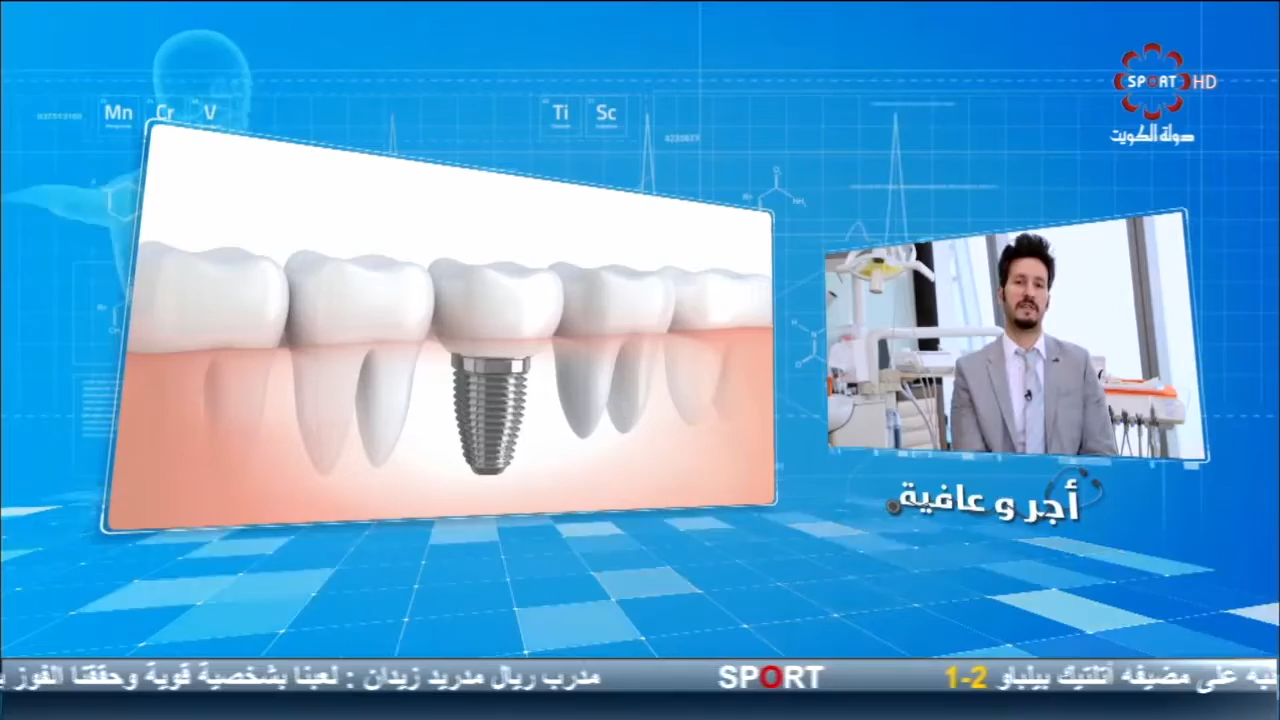 SPORT HD
دولة الكويت
Mn Cr V
Ti Sc
أجر و عافية
على مضيفه أتلتيك بيلباو 2-1 SPORT مدرب ريال مدريد زيدان : لعبنا بشخصية قوية وحققنا الفوز